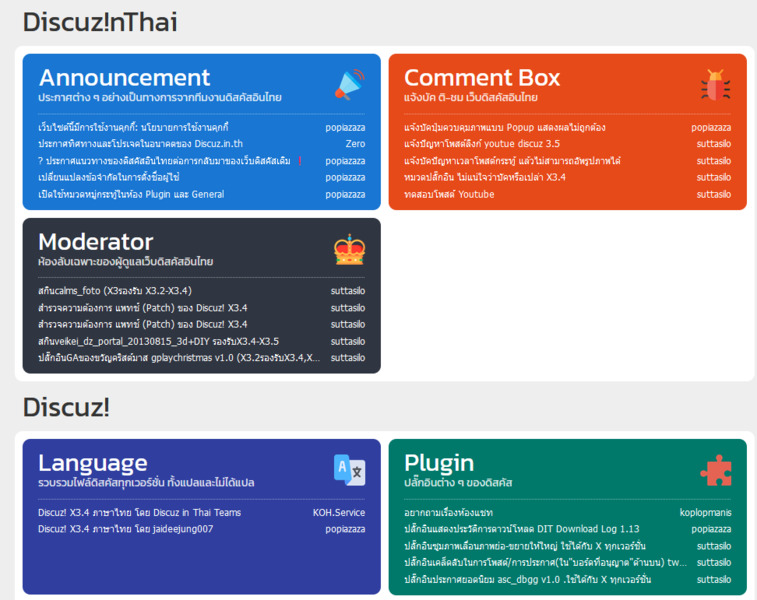 Discuz!nThai
Announcement
ประกาศต่าง ๆ อย่างเป็นทางการจากทีมงานดิสคัสอินไทย
เว็บไซต์นี้มีการใช้งานคุกกี้: นโยบายการใช้งานคุกกี้ popiazaza
ประกาศทิศทางและโปรเจคในอนาคตของ Discuz.in.th Zero
? ประกาศแนวทางของดิสคัสอินไทยต่อการกลับมาของเว็บดิสคัสเดิม ❗ popiazaza
เปลี่ยนแปลงข้อจำกัดในการตั้งชื่อผู้ใช้ popiazaza
เปิดใช้หมวดหมู่กระทู้ในห้อง Plugin และ General popiazaza
Comment Box
แจ้งบัค ติ-ชม เว็บดิสคัสอินไทย
แจ้งบัคปุ่มควบคุมภาพแบบ Popup แสดงผลไม่ถูกต้อง popiazaza
แจ้งปัญหาโพสต์ลิงก์ youtue discuz 3.5 suttasilo
แจ้งบัคปัญหาเวลาโพสต์กระทู้ แล้วไม่สามารถอัพรูปภาพได้ suttasilo
หมวดปลั๊กอิน ไม่แน่ใจว่าบัคหรือเปล่า X3.4 suttasilo
ทดสอบโพสต์ Youtube suttasilo
Moderator
ห้องลับเฉพาะของผู้ดูแลเว็บดิสคัสอินไทย
สกินcalms_foto (X3รองรับ X3.2-X3.4) suttasilo
สำรวจความต้องการ แพทช์ (Patch) ของ Discuz! X3.4 suttasilo
สำรวจความต้องการ แพทช์ (Patch) ของ Discuz! X3.4 suttasilo
สกินveikei_dz_portal_20130815_3d+DIY รองรับX3.4-X3.5 suttasilo
ปลั๊กอินGAของขวัญคริสต์มาส gplaychristmas v1.0 (X3.2รองรับX3.4,X... suttasilo
Discuz!
Language
รวบรวมไฟล์ดิสคัสทุกเวอร์ชั่น ทั้งแปลและไม่ได้แปล
Discuz! X3.4 ภาษาไทย โดย Discuz in Thai Teams KOH.Service
Discuz! X3.4 ภาษาไทย โดย jaideejung007 popiazaza
Plugin
ปลั๊กอินต่าง ๆ ของดิสคัส
อยากถามเรื่องห้องแชท koplopmanis
ปลั๊กอินแสดงประวัติการดาวน์โหลด DIT Download Log 1.13 popiazaza
ปลั๊กอินซูมภาพเลื่อนภาพย่อ-ขยายให้ใหญ่ ใช้ได้กับ X ทุกเวอร์ชั่น suttasilo
ปลั๊กอินเคล็ดลับในการโพสต์/การประกาศ(ใน"บอร์ดที่อนุญาต"ด้านบน) tw... suttasilo
ปลั๊กอินประกาศยอดนิยม asc_dbgg v1.0 .ใช้ได้กับ X ทุกเวอร์ชั่น suttasilo